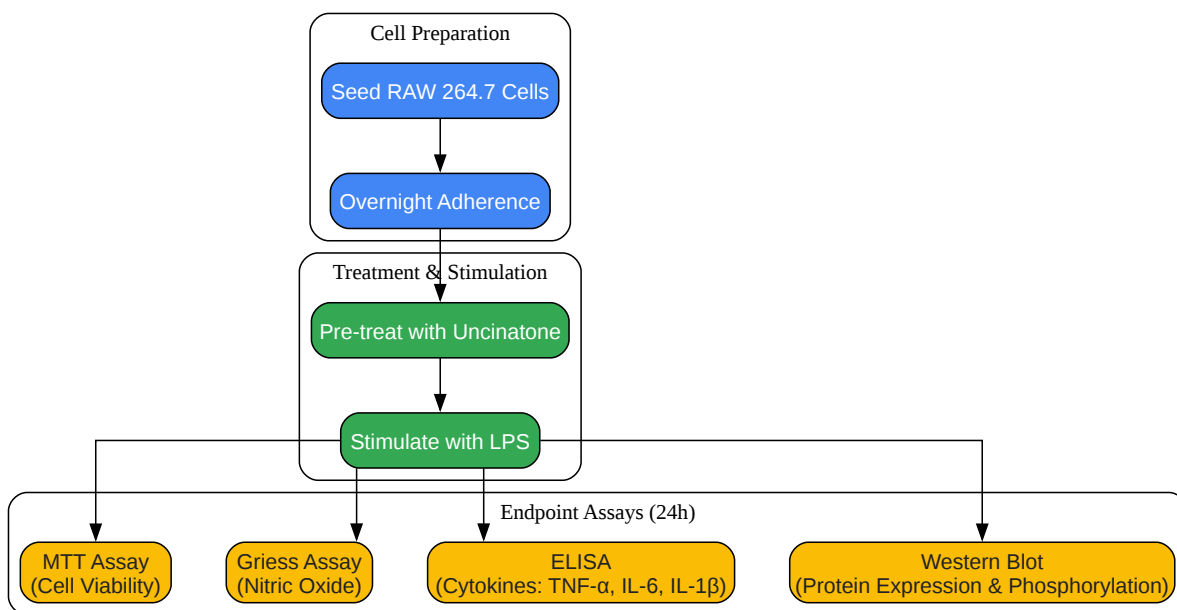 Cell Preparation
Seed RAW 264.7 Cells
Overnight Adherence
Treatment & Stimulation
Pre-treat with Uncinatone
Stimulate with LPS
Endpoint Assays (24h)
MTT Assay
(Cell Viability)
Griess Assay
(Nitric Oxide)
ELISA
(Cytokines: TNF-α, IL-6, IL-1β)
Western Blot
(Protein Expression & Phosphorylation)